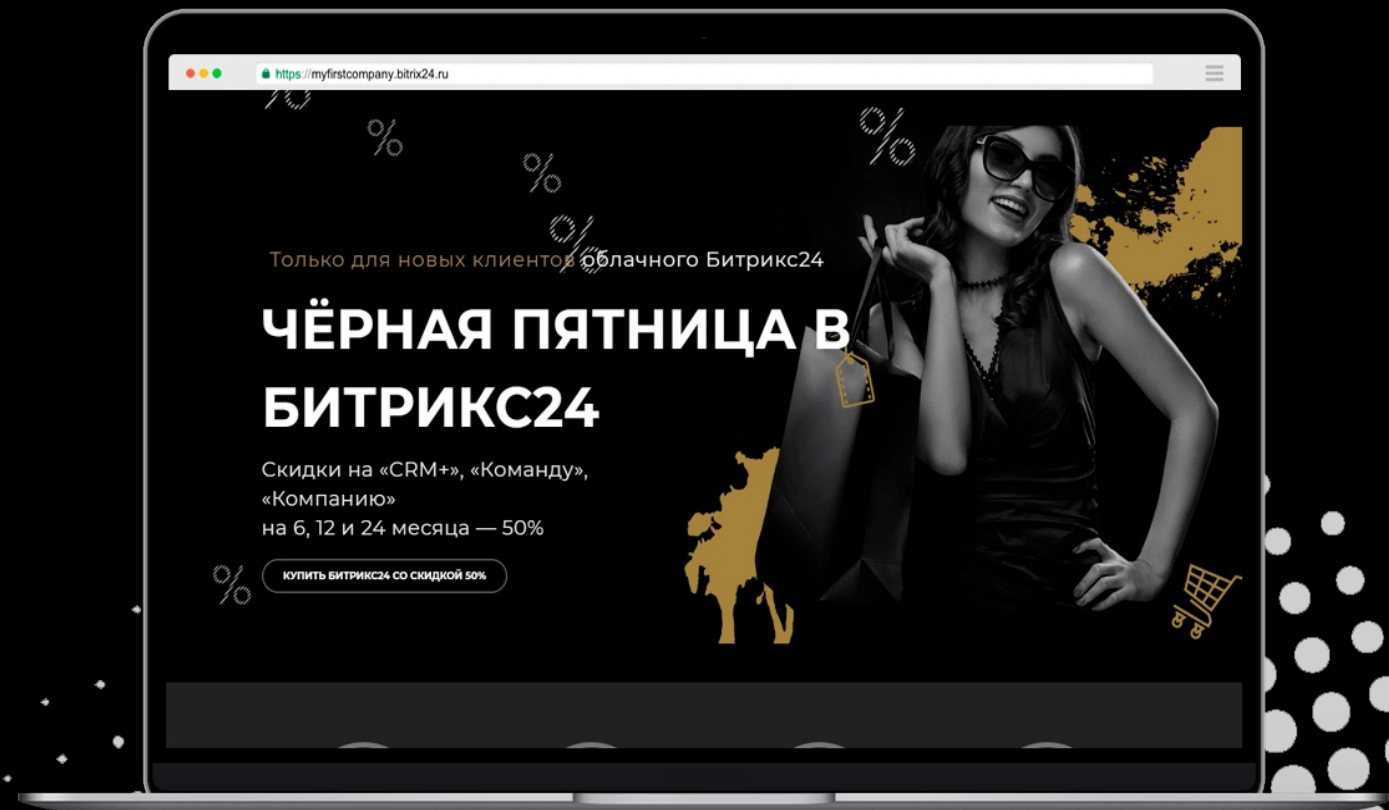 https://myfirstcompany.bitrix24.ru
%
%
%
%
%
Только для новых клиентов облачного Битрикс24
ЧЁРНАЯ ПЯТНИЦА В
БИТРИКС24
Скидки на «CRM+», «Команду»,
«Компанию»
на 6, 12 и 24 месяца — 50%
%
КУПИТЬ БИТРИКС24 СО СКИДКОЙ 50%